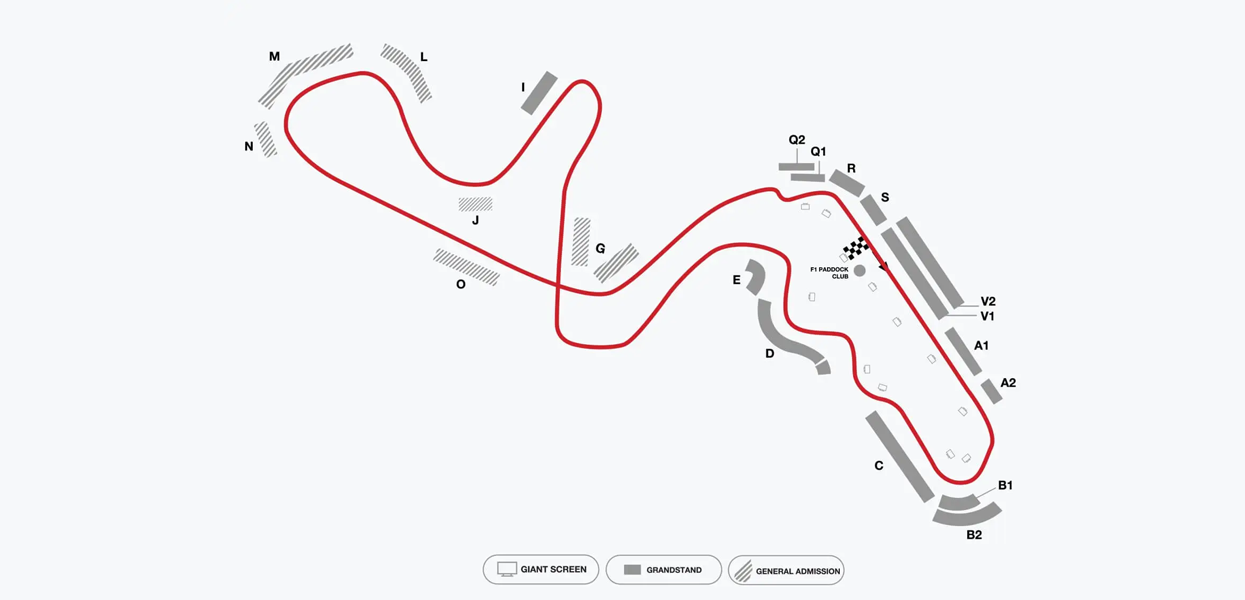 M
L
I
N
J
O
G
Q2
Q1
R
S
E
F1 PADDOCK
CLUB
V2
V1
D
A1
A2
C
B1
B2
GIANT SCREEN
GRANDSTAND
GENERAL ADMISSION